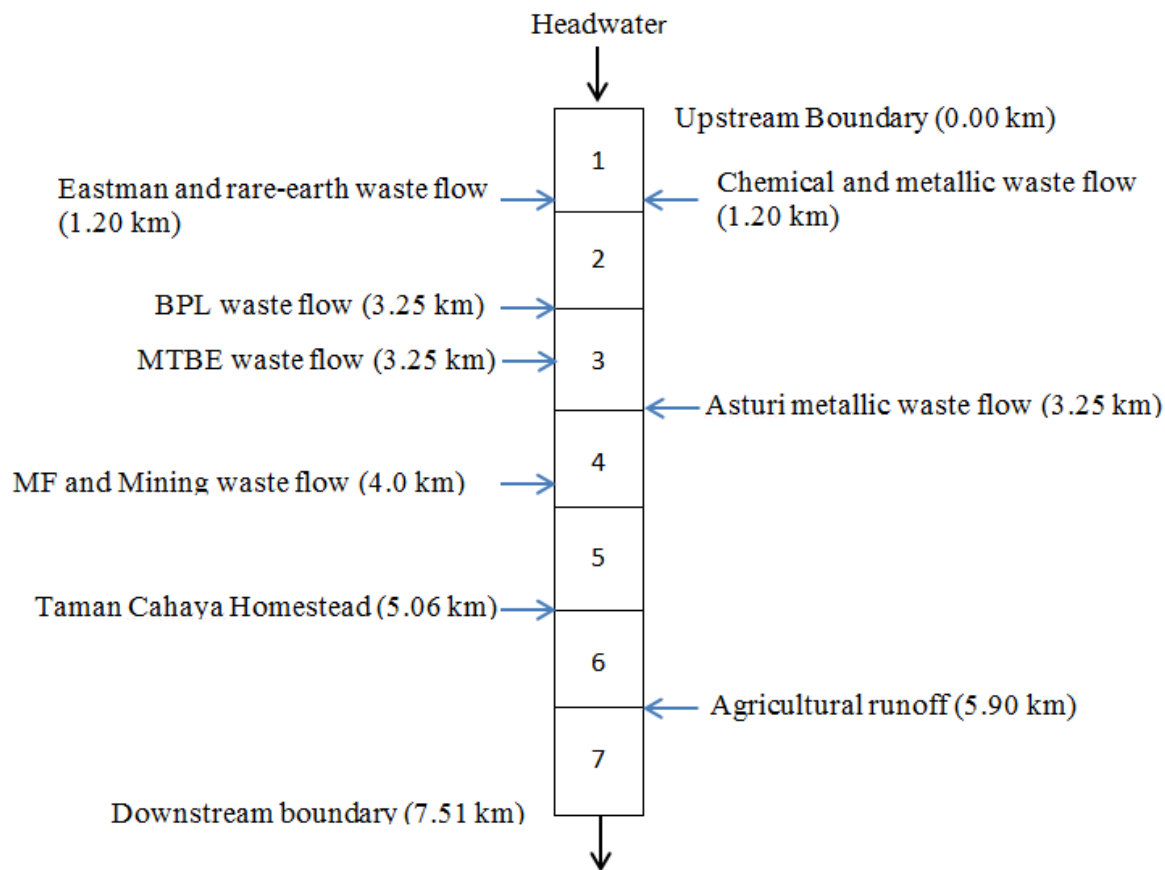 Headwater
Upstream Boundary (0.00 km)
1
Eastman and rare-earth waste flow
(1.20 km)
Chemical and metallic waste flow
(1.20 km)
2
BPL waste flow (3.25 km)
MTBE waste flow (3.25 km)
3
Asturi metallic waste flow (3.25 km)
4
MF and Mining waste flow (4.0 km)
5
Taman Cahaya Homestead (5.06 km)
6
Agricultural runoff (5.90 km)
7
Downstream boundary (7.51 km)